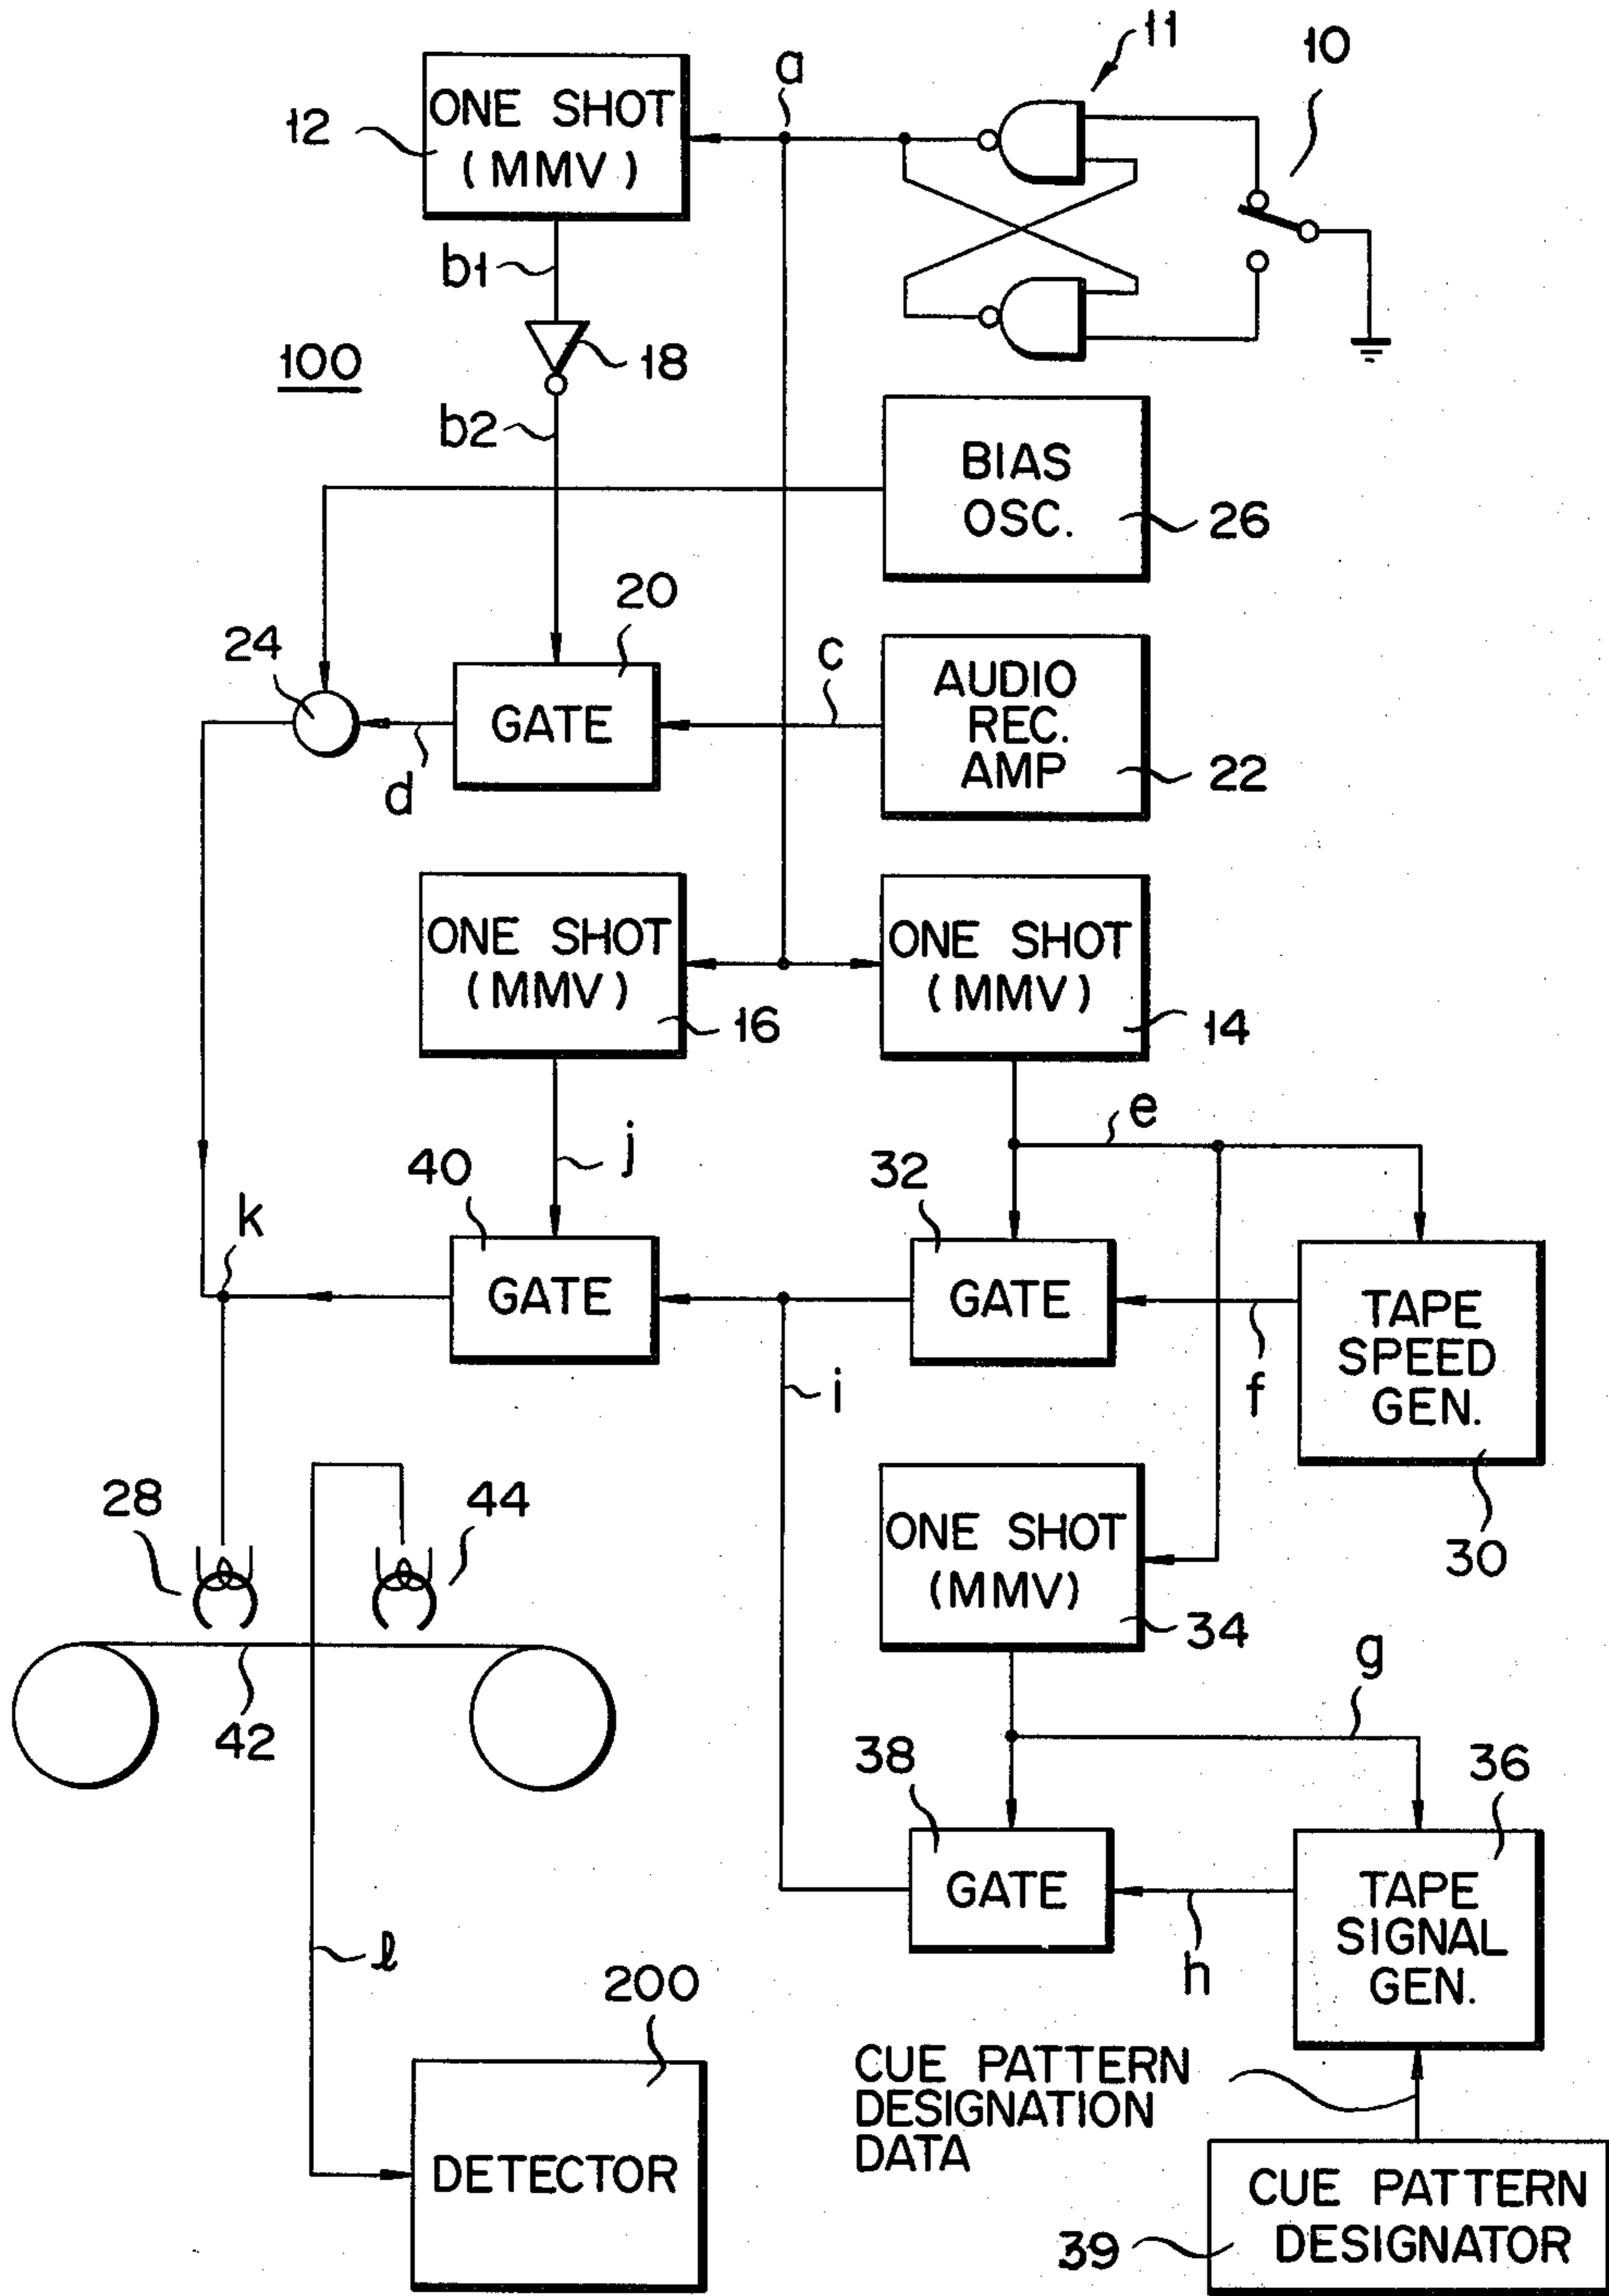 11
10
a
ONE SHOT
(MMV)
12
b1
18
100
b2
BIAS
OSC.
26
20
24
c
AUDIO
REC.
AMP
22
GATE
d
ONE SHOT
(MMV)
16
ONE SHOT
(MMV)
14
e
j
40
32
k
GATE
GATE
f
TAPE
SPEED
GEN.
30
i
28
44
ONE SHOT
(MMV)
34
g
42
38
36
GATE
h
TAPE
SIGNAL
GEN.
l
200
DETECTOR
CUE PATTERN
DESIGNATION
DATA
CUE PATTERN
DESIGNATOR
39